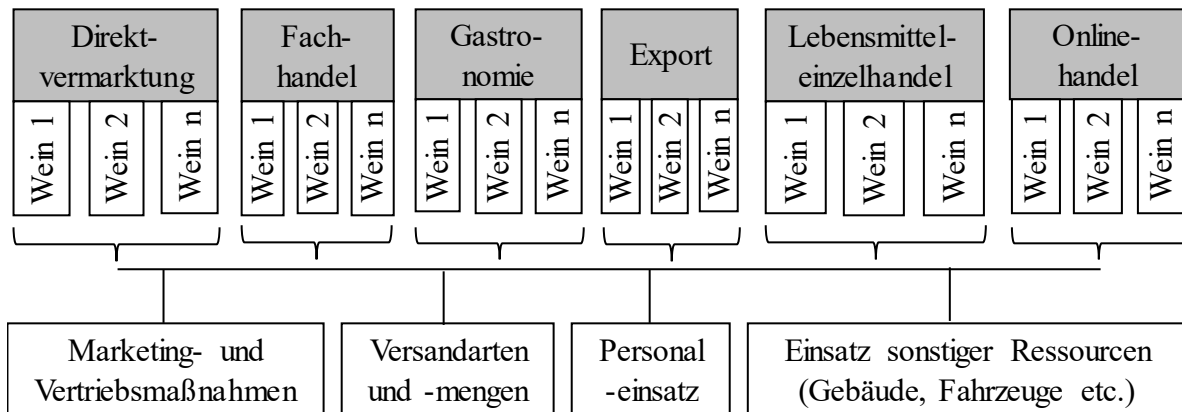 Direkt-
vermarktung
Fach-
handel
Gastro-
nomie
Export
Lebensmittel-
einzelhandel
Online-
handel
Wein 1
Wein 2
Wein n
Wein 1
Wein 2
Wein n
Wein 1
Wein 2
Wein n
Wein 1
Wein 2
Wein n
Wein 1
Wein 2
Wein n
Wein 1
Wein 2
Wein n
Marketing- und
Vertriebsmaßnahmen
Versandarten
und -mengen
Personal
-einsatz
Einsatz sonstiger Ressourcen
(Gebäude, Fahrzeuge etc.)